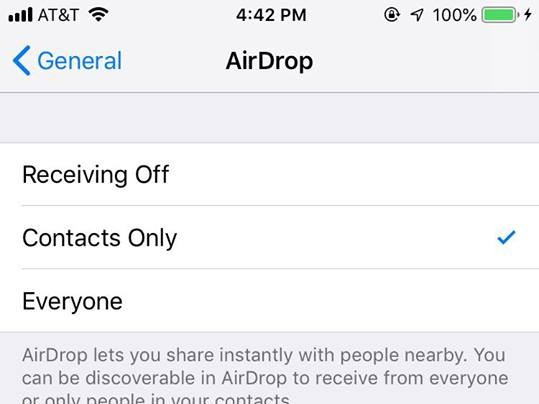 AT&T 4:42 PM 100%
General AirDrop
Receiving Off
Contacts Only
Everyone
AirDrop lets you share instantly with people nearby. You
can be discoverable in AirDrop to receive from everyone
or only people in your contacts.